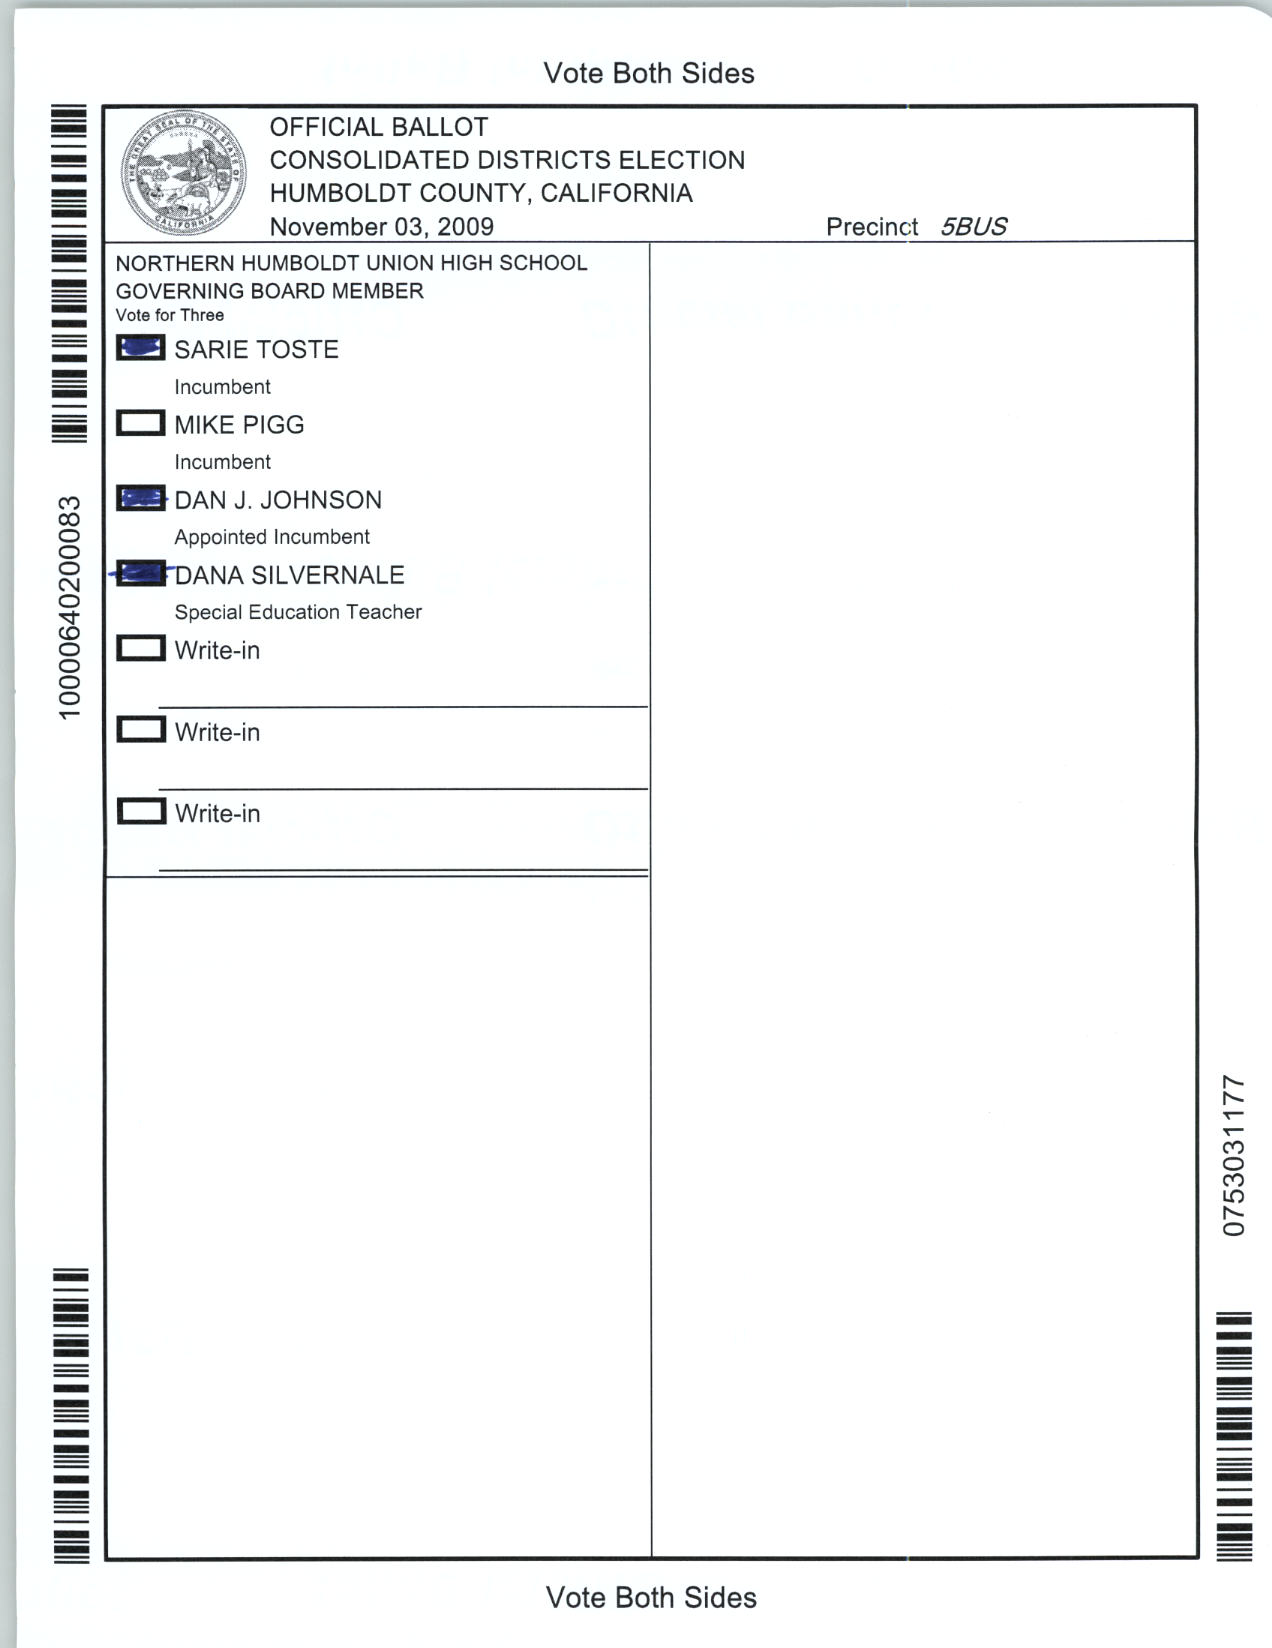 Vote Both Sides
THE GREAT SEAL OF THE STATE OF CALIFORNIA
OFFICIAL BALLOT
CONSOLIDATED DISTRICTS ELECTION
HUMBOLDT COUNTY, CALIFORNIA
November 03, 2009
Precinct 5BUS
NORTHERN HUMBOLDT UNION HIGH SCHOOL
GOVERNING BOARD MEMBER
Vote for Three
SARIE TOSTE
Incumbent
MIKE PIGG
Incumbent
DAN J. JOHNSON
Appointed Incumbent
DANA SILVERNALE
Special Education Teacher
Write-in
Write-in
Write-in
10000640200083
0753031177
Vote Both Sides